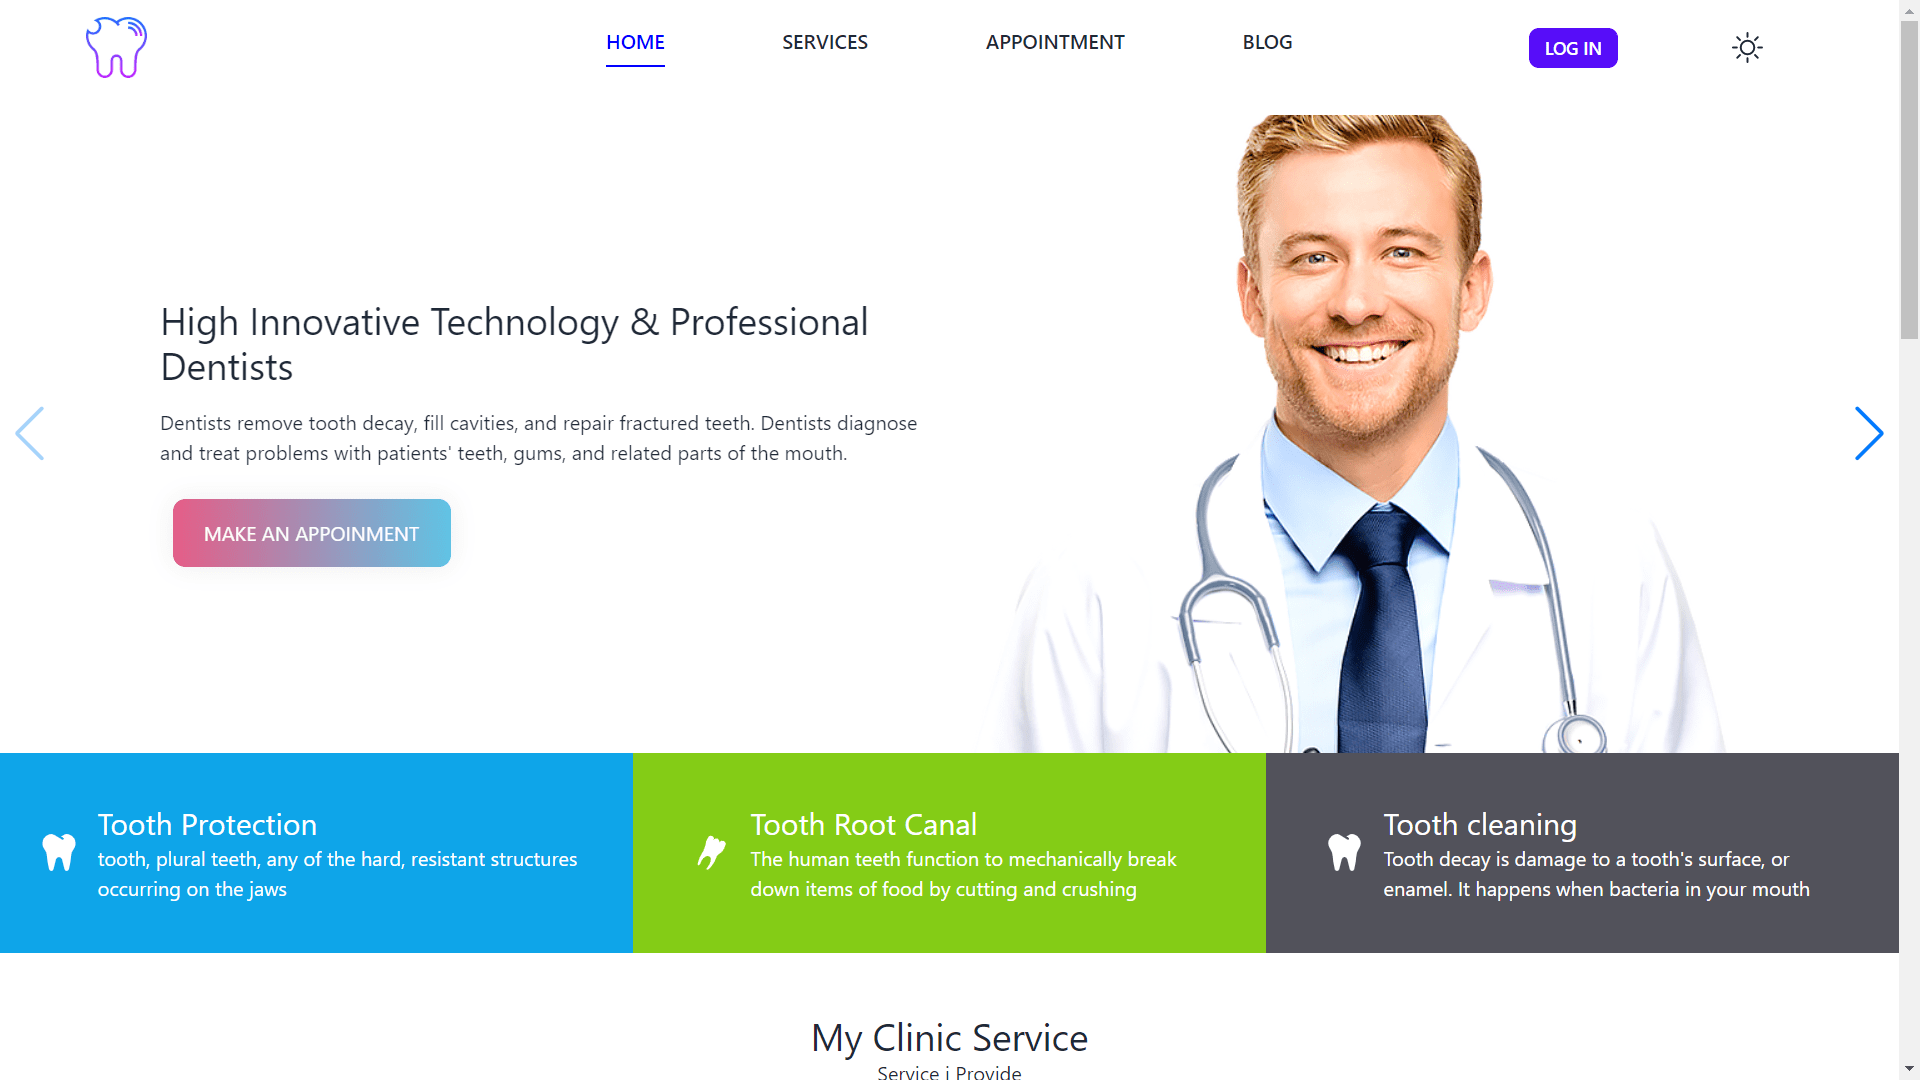 HOME
SERVICES
APPOINTMENT
BLOG
LOG IN
High Innovative Technology & Professional
Dentists
Dentists remove tooth decay, fill cavities, and repair fractured teeth. Dentists diagnose
and treat problems with patients' teeth, gums, and related parts of the mouth.
MAKE AN APPOINMENT
Tooth Protection
tooth, plural teeth, any of the hard, resistant structures
occurring on the jaws
Tooth Root Canal
The human teeth function to mechanically break
down items of food by cutting and crushing
Tooth cleaning
Tooth decay is damage to a tooth's surface, or
enamel. It happens when bacteria in your mouth
My Clinic Service
Service i Provide